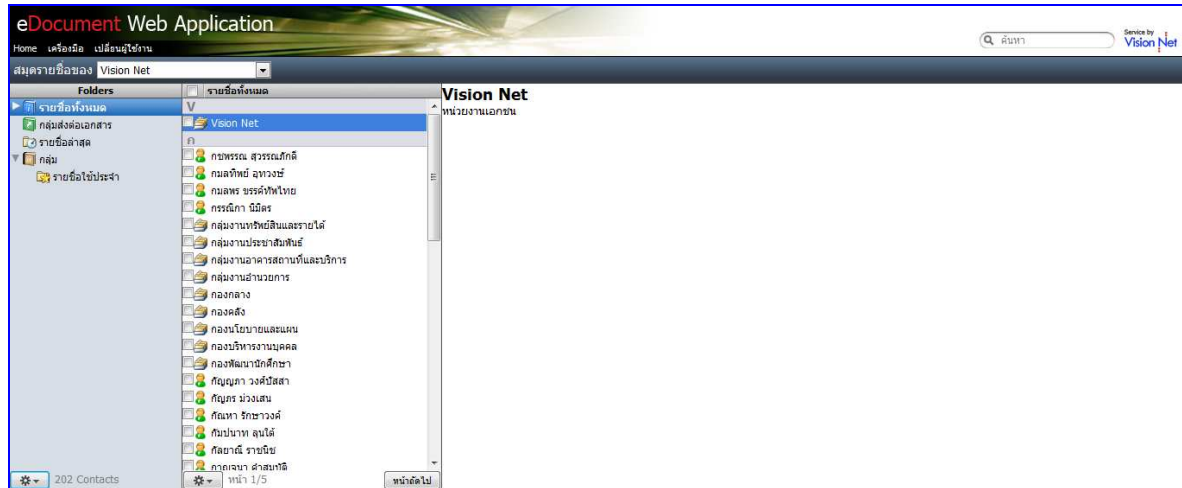 eDocument Web Application
Home เครื่องมือ เปลี่ยนผู้ใช้งาน
ค้นหา
Service by
Vision Net
สมุดรายชื่อของ Vision Net
Folders
รายชื่อทั้งหมด
กลุ่มส่งต่อเอกสาร
รายชื่อล่าสุด
กลุ่ม
รายชื่อใช้ประจำ
202 Contacts
รายชื่อทั้งหมด
V
Vision Net
ก
กชพรรณ สุวรรณภักดี
กมลทิพย์ อุทวงษ์
กมลพร
กรรณิกา นิมิตร
กลุ่มงานทรัพย์สินและรายได้
กลุ่มงานประชาสัมพันธ์
กลุ่มงานอาคารสถานที่และบริการ
กลุ่มงานอำนวยการ
กองกลาง
กองคลัง
กองนโยบายและแผน
กองบริหารงานบุคคล
กองพัฒนานักศึกษา
กัญญภา วงศ์บัสสา
กัญภร ม่วงเสน
กัณหา รักษาวงค์
กัมปนาท ลุนใต้
กัลยาณี ราชนิช
กาญจนา คำสมบัติ
หน้า 1/5
หน้าถัดไป
Vision Net
หน่วยงานเอกชน